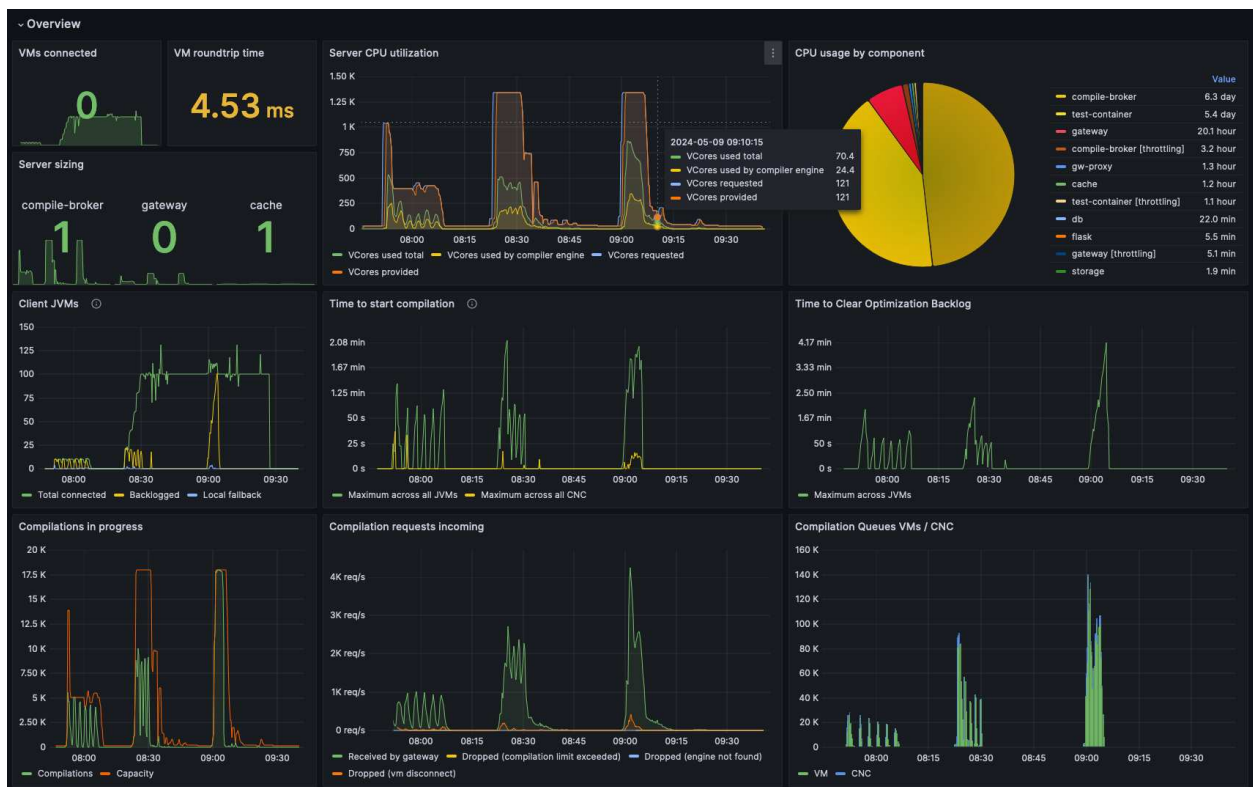 Overview
VMs connected
0
VM roundtrip time
4.53 ms
Server sizing
compile-broker gateway cache
1 0 1
Server CPU utilization
1.50 K
1.25 K
1 K
750
500
250
0
08:00 08:15 08:30 08:45 09:00 09:15 09:30
VCores used total VCores used by compiler engine VCores requested
VCores provided
2024-05-09 09:10:15
VCores used total 70.4
VCores used by compiler engine 24.4
VCores requested 121
VCores provided 121
CPU usage by component
Value
compile-broker 6.3 day
test-container 5.4 day
gateway 20.1 hour
compile-broker [throttling] 3.2 hour
gw-proxy 1.3 hour
cache 1.2 hour
test-container [throttling] 1.1 hour
db 22.0 min
flask 5.5 min
gateway [throttling] 5.1 min
storage 1.9 min
Client JVMs
150
125
100
75
50
25
0
08:00 08:30 09:00 09:30
Total connected Backlogged Local fallback
Time to start compilation
2.08 min
1.67 min
1.25 min
50 s
25 s
0 s
08:00 08:15 08:30 08:45 09:00 09:15 09:30
Maximum across all JVMs Maximum across all CNC
Time to Clear Optimization Backlog
4.17 min
3.33 min
2.50 min
1.67 min
50 s
0 s
08:00 08:15 08:30 08:45 09:00 09:15 09:30
Maximum across JVMs
Compilations in progress
20 K
17.5 K
15 K
12.5 K
10 K
7.50 K
5 K
2.50 K
0
08:00 08:30 09:00 09:30
Compilations Capacity
Compilation requests incoming
4K req/s
3K req/s
2K req/s
1K req/s
0 req/s
08:00 08:15 08:30 08:45 09:00 09:15 09:30
Received by gateway Dropped (compilation limit exceeded) Dropped (engine not found)
Dropped (vm disconnect)
Compilation Queues VMs / CNC
160 K
140 K
120 K
100 K
80 K
60 K
40 K
20 K
0
08:00 08:15 08:30 08:45 09:00 09:15 09:30
VM CNC